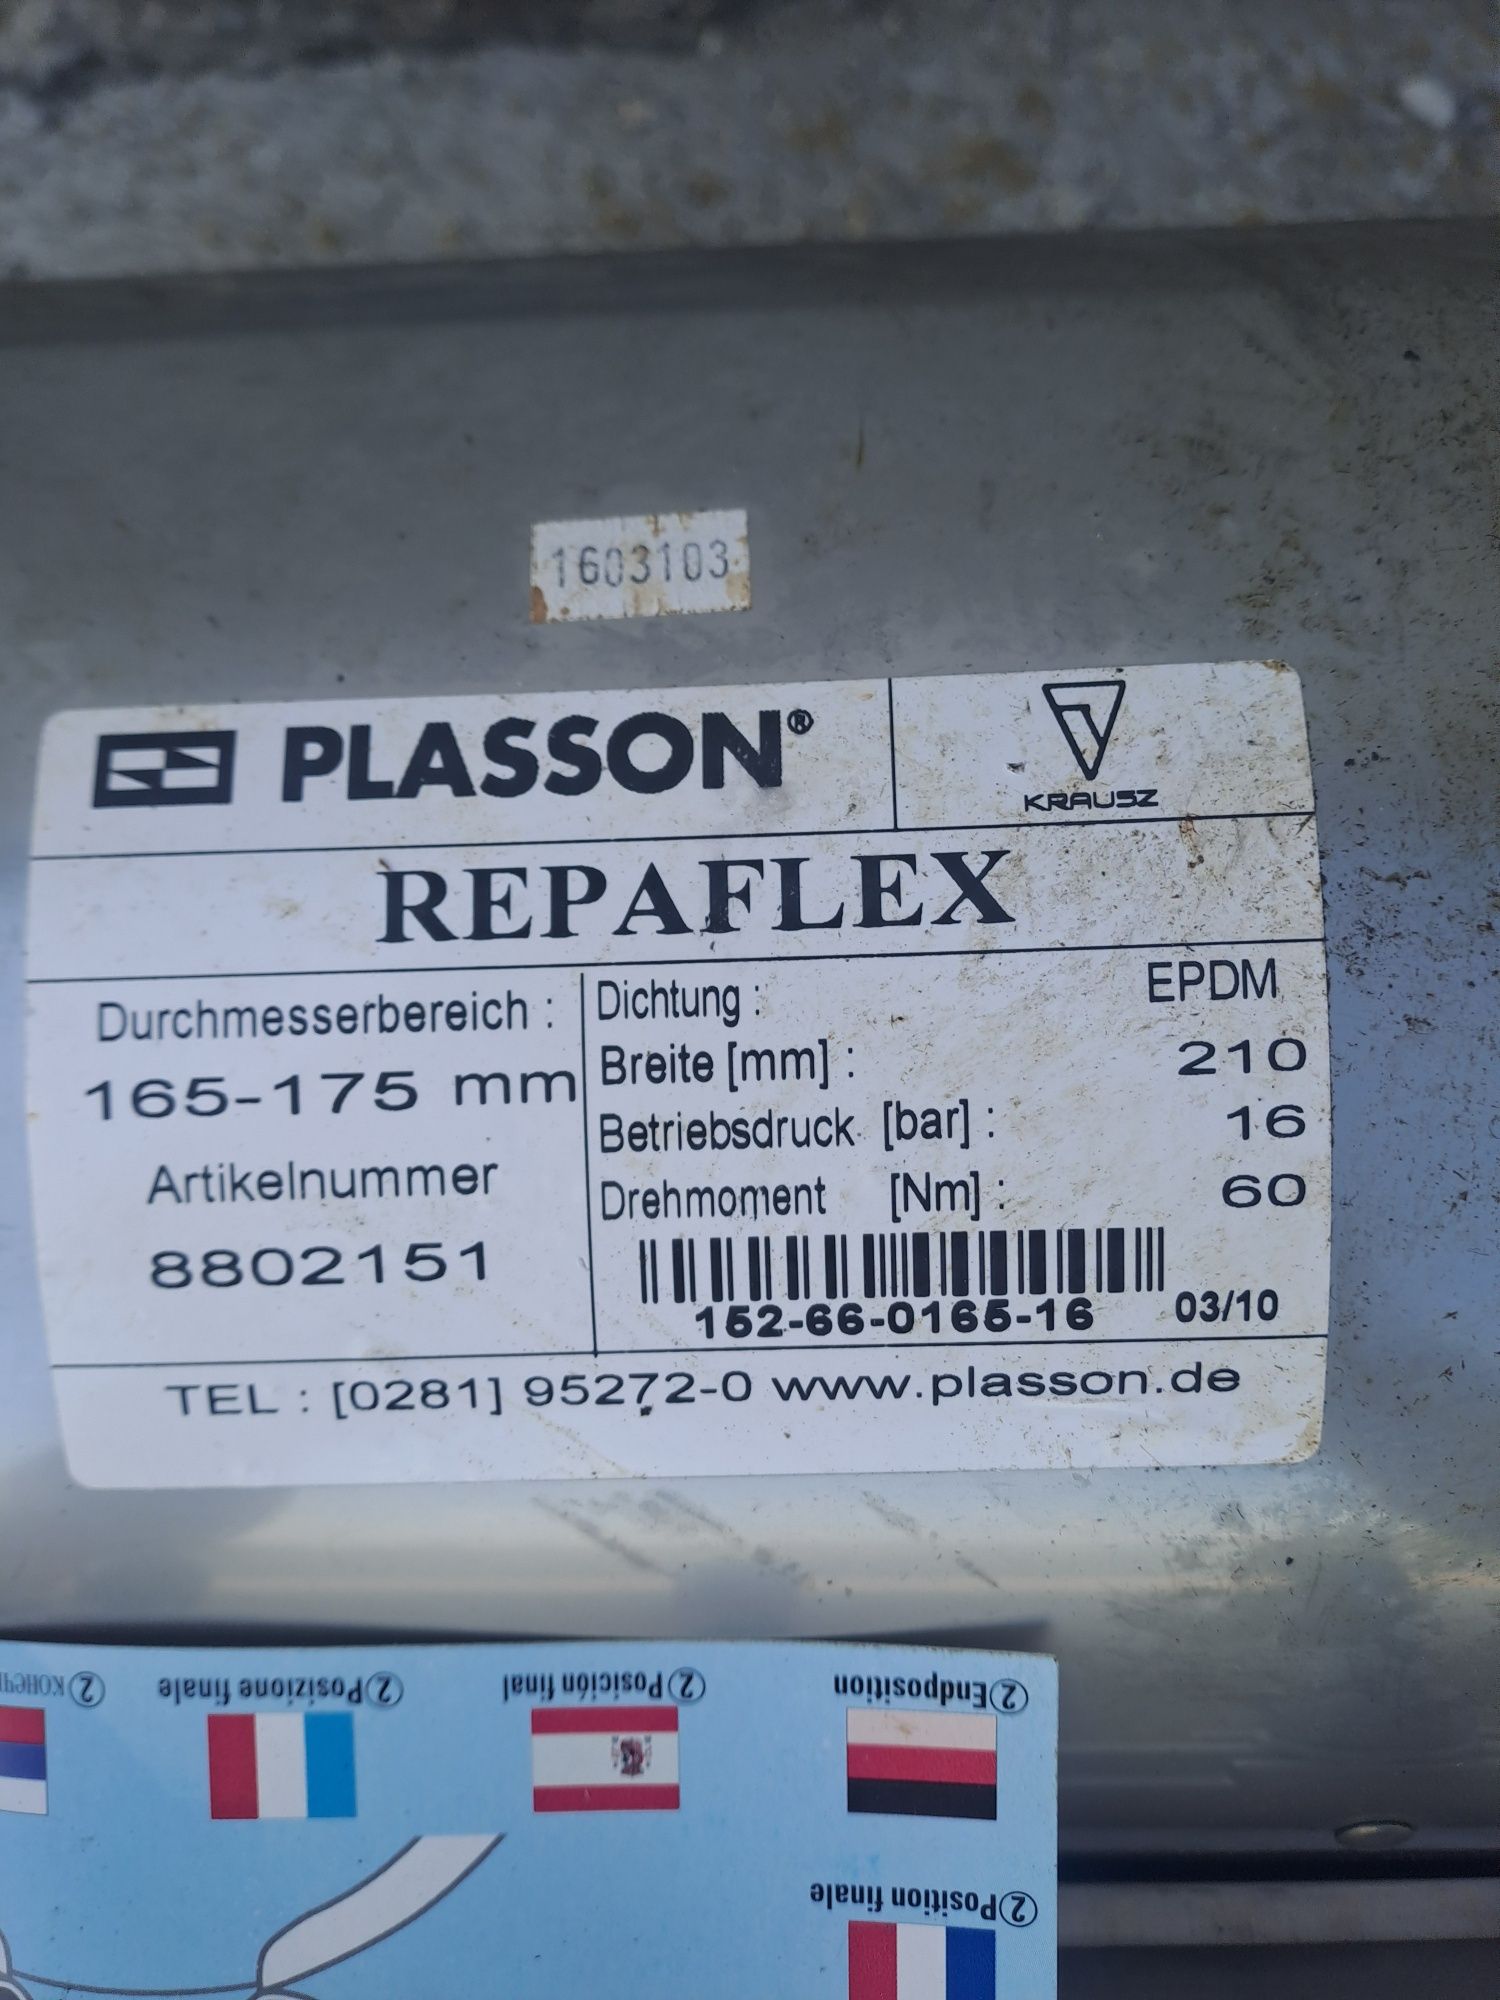 1603103
PLASSON®
KRAUSZ
REPAFLEX
Durchmesserbereich :
165-175 mm
Artikelnummer
8802151
Dichtung : EPDM
Breite [mm] : 210
Betriebsdruck [bar] : 16
Drehmoment [Nm] : 60
152-66-0165-16 03/10
TEL : [0281] 95272-0 www.plasson.de
② Position finale
② Endposition
② Posición final
② Posizione finale
②